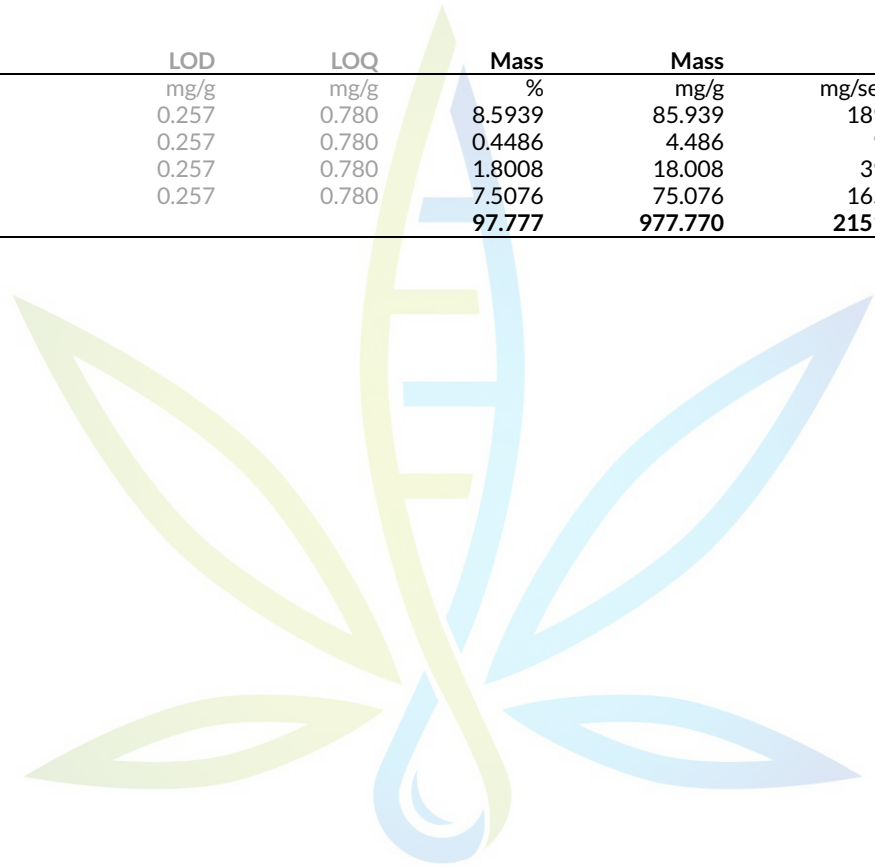 LOD LOQ Mass Mass
mg/g mg/g % mg/g
0.257 0.780 8.5939 85.939
0.257 0.780 0.4486 4.486
0.257 0.780 1.8008 18.008
0.257 0.780 7.5076 75.076
97.777 977.770